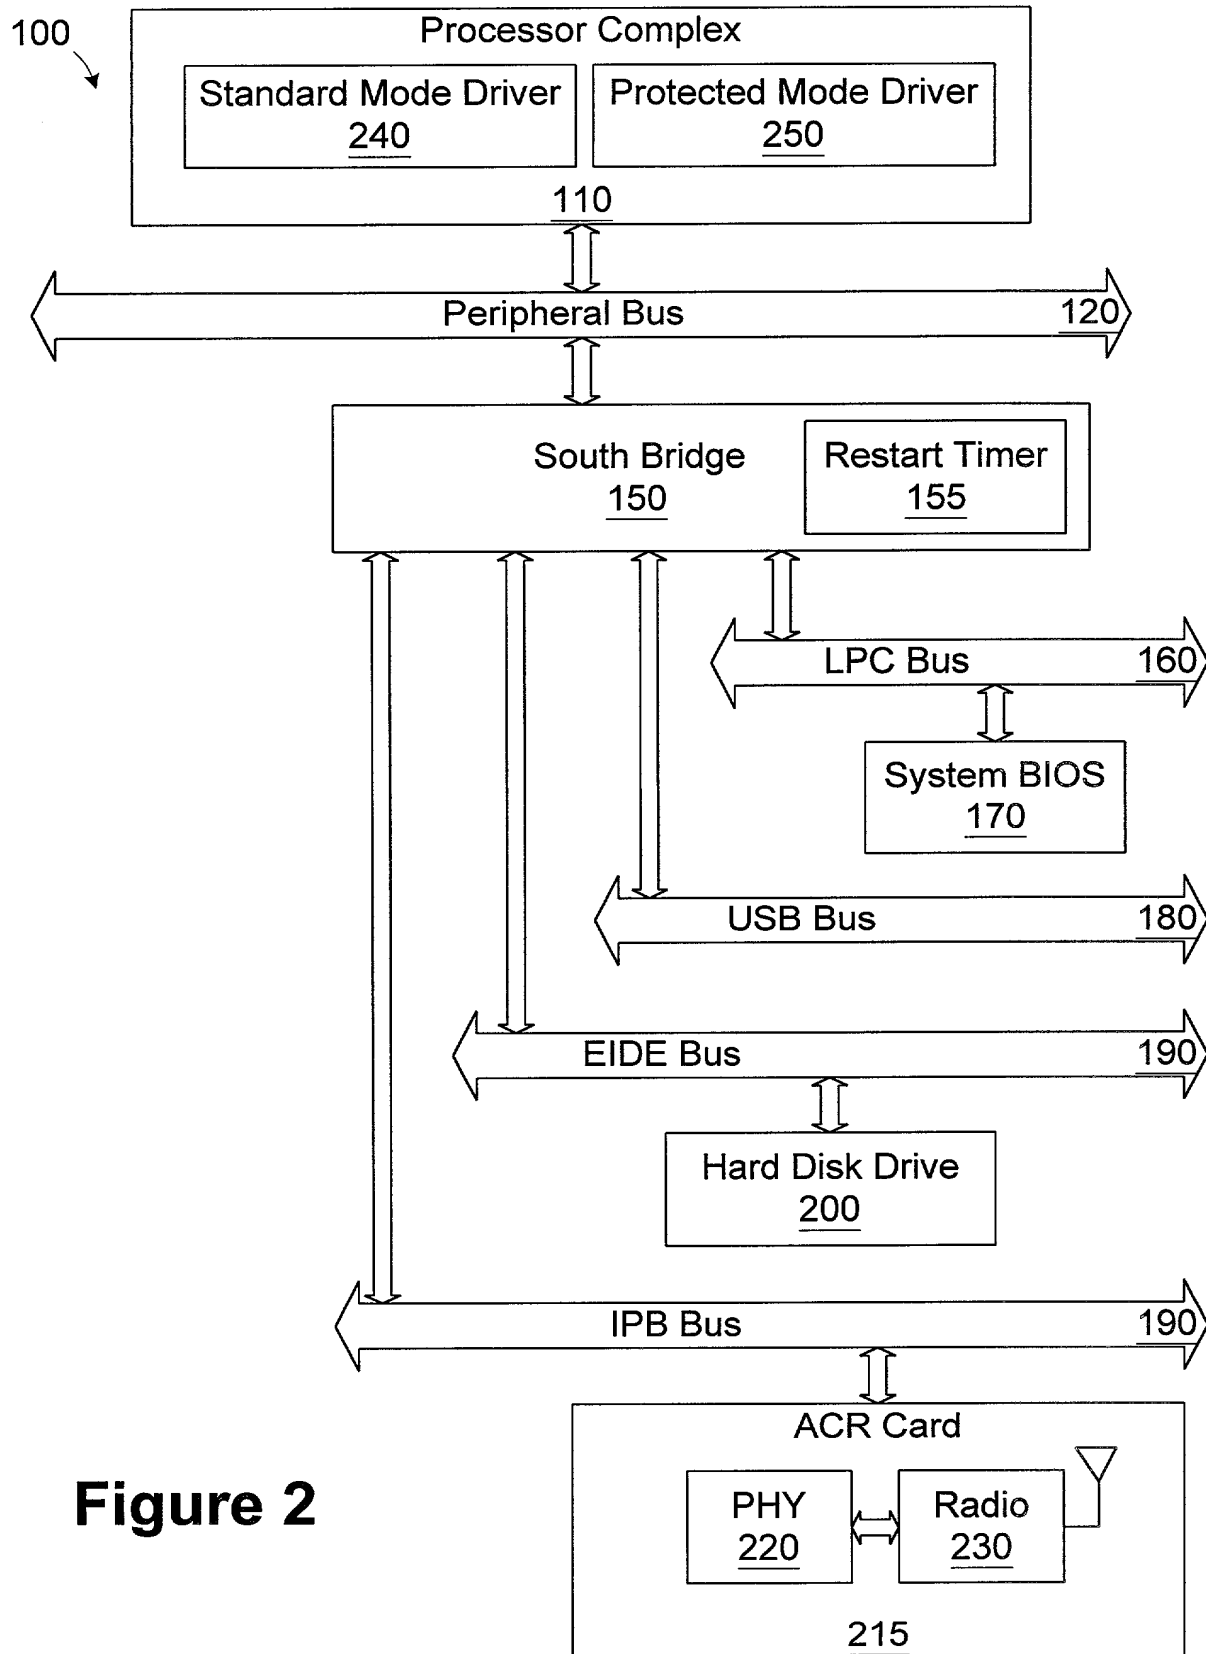 100
Processor Complex
Standard Mode Driver
240
Protected Mode Driver
250
110
Peripheral Bus
120
South Bridge
150
Restart Timer
155
LPC Bus
160
System BIOS
170
USB Bus
180
EIDE Bus
190
Hard Disk Drive
200
IPB Bus
190
ACR Card
PHY
220
Radio
230
215
Figure 2